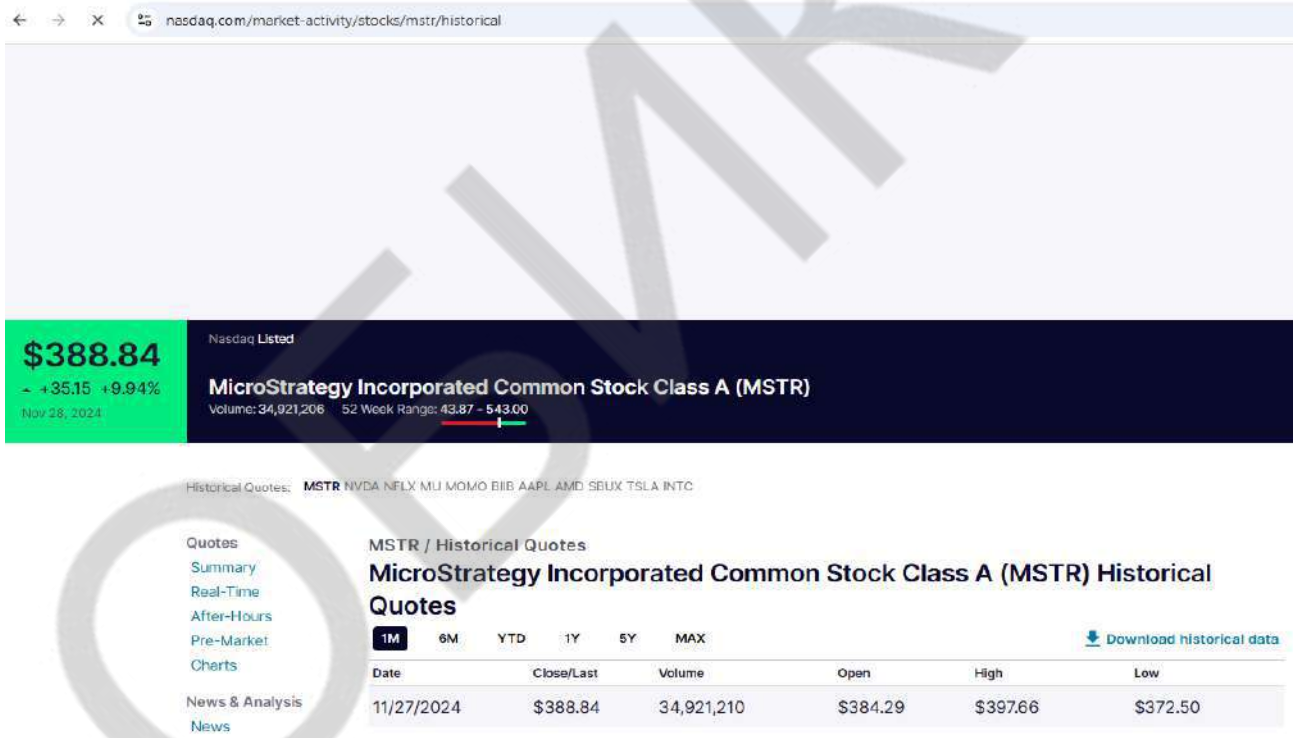 nasdaq.com/market-activity/stocks/mstr/historical
$388.84
+35.15 +9.94%
Nov 28, 2024
Nasdaq Listed
MicroStrategy Incorporated Common Stock Class A (MSTR)
Volume: 34,921,206 52 Week Range: 43.87 - 543.00
Historical Quotes: MSTR NVDA NFLX MU MOMO BIIB AAPL AMD SBUX TSLA INTC
Quotes
Summary
Real-Time
After-Hours
Pre-Market
Charts
News & Analysis
News
MSTR / Historical Quotes
MicroStrategy Incorporated Common Stock Class A (MSTR) Historical
Quotes
1M 6M YTD 1Y 5Y MAX
Download historical data
Date Close/Last Volume Open High Low
11/27/2024 $388.84 34,921,210 $384.29 $397.66 $372.50